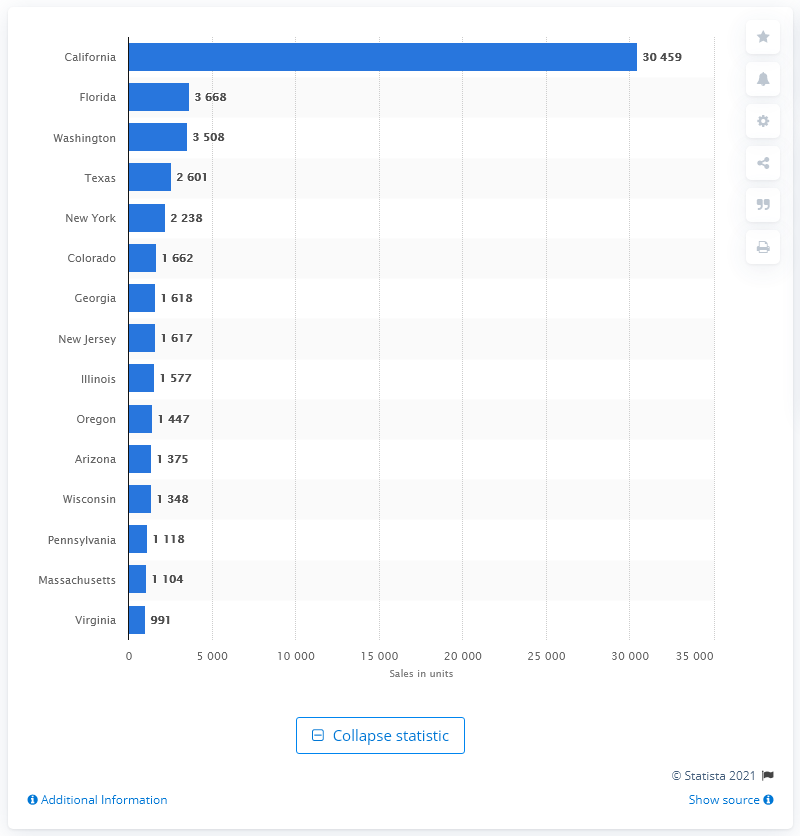 California 30 459
Florida 3 668
Washington 3 508
Texas 2 601
New York 2 238
Colorado 1 662
Georgia 1 618
New Jersey 1 617
Illinois 1 577
Oregon 1 447
Arizona 1 375
Wisconsin 1 348
Pennsylvania 1 118
Massachusetts 1 104
Virginia 991
0 5 000 10 000 15 000 20 000 25 000 30 000 35 000
Sales in units
Collapse statistic
© Statista 2021
Additional Information Show source